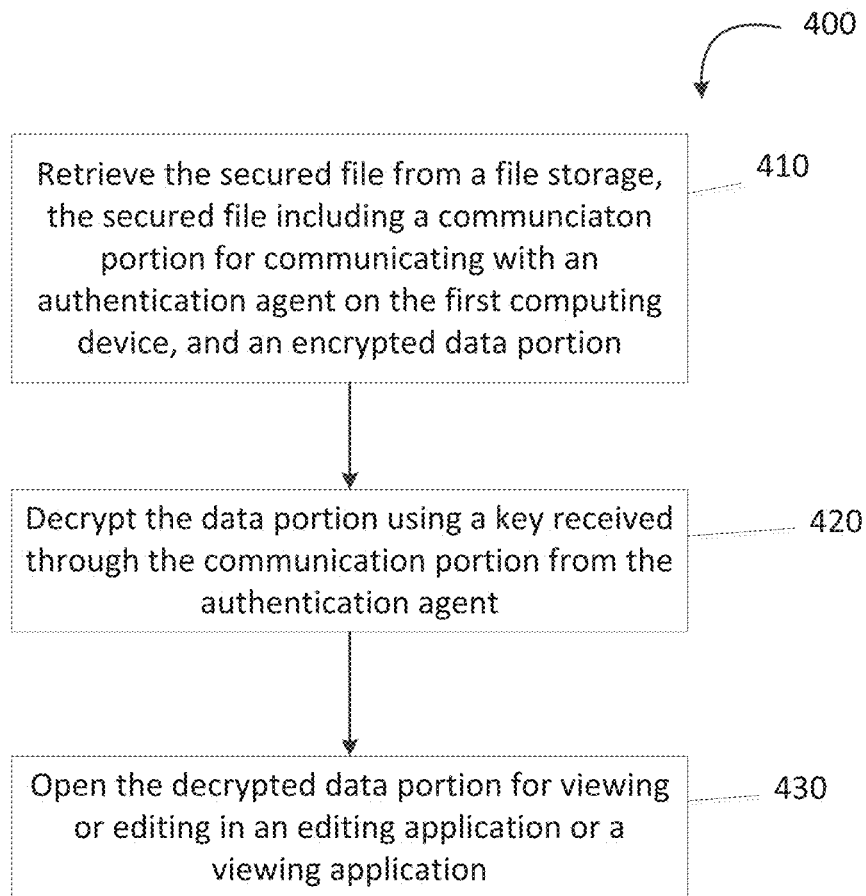 400
Retrieve the secured file from a file storage,
the secured file including a communciaton
portion for communicating with an
authentication agent on the first computing
device, and an encrypted data portion
410
Decrypt the data portion using a key received
through the communication portion from the
authentication agent
420
Open the decrypted data portion for viewing
or editing in an editing application or a
viewing application
430